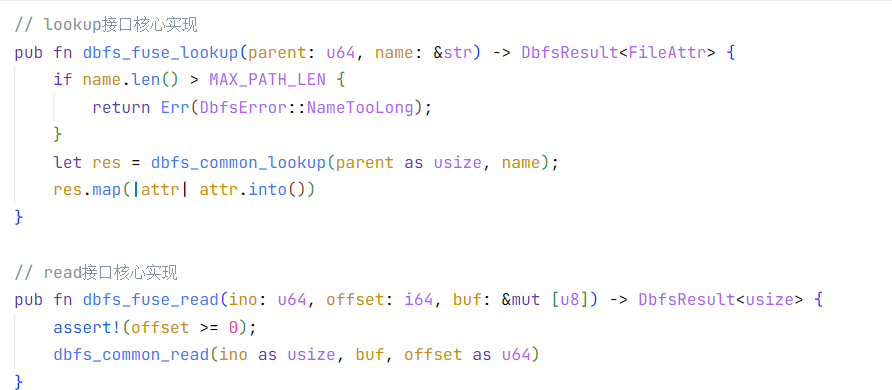 // lookup接口核心实现
pub fn dbfs_fuse_lookup(parent: u64, name: &str) -> DbfsResult<FileAttr> {
    if name.len() > MAX_PATH_LEN {
        return Err(DbfsError::NameTooLong);
    }
    let res = dbfs_common_lookup(parent as usize, name);
    res.map(|attr| attr.into())
}

// read接口核心实现
pub fn dbfs_fuse_read(ino: u64, offset: i64, buf: &mut [u8]) -> DbfsResult<usize> {
    assert!(offset >= 0);
    dbfs_common_read(ino as usize, buf, offset as u64)
}